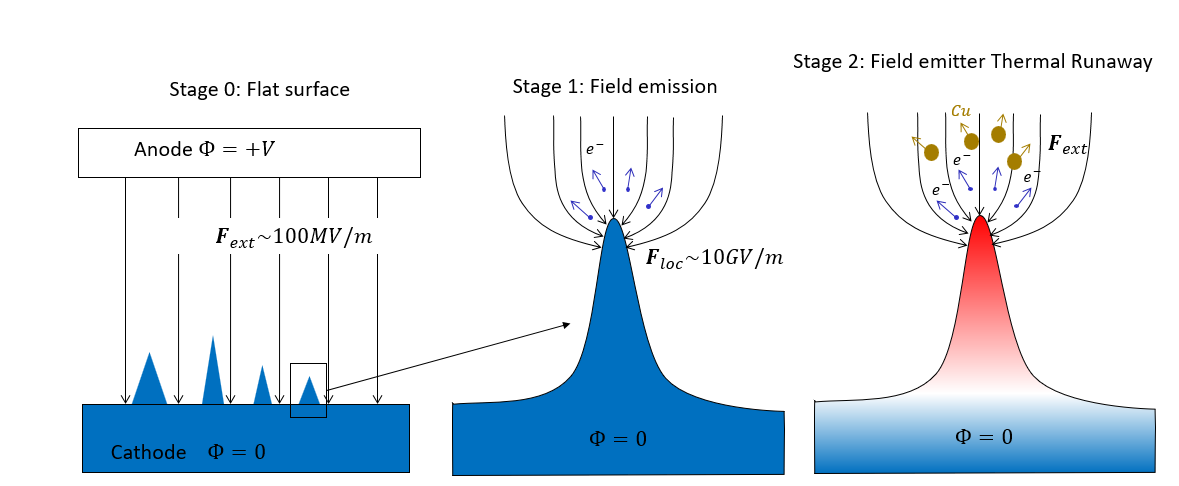 Stage 0: Flat surface
Anode Φ = +V
F_ext~100MV/m
Cathode Φ = 0
Stage 1: Field emission
e⁻
F_loc~10GV/m
Φ = 0
Stage 2: Field emitter Thermal Runaway
Cu
F_ext
e⁻
e⁻
e⁻
Φ = 0